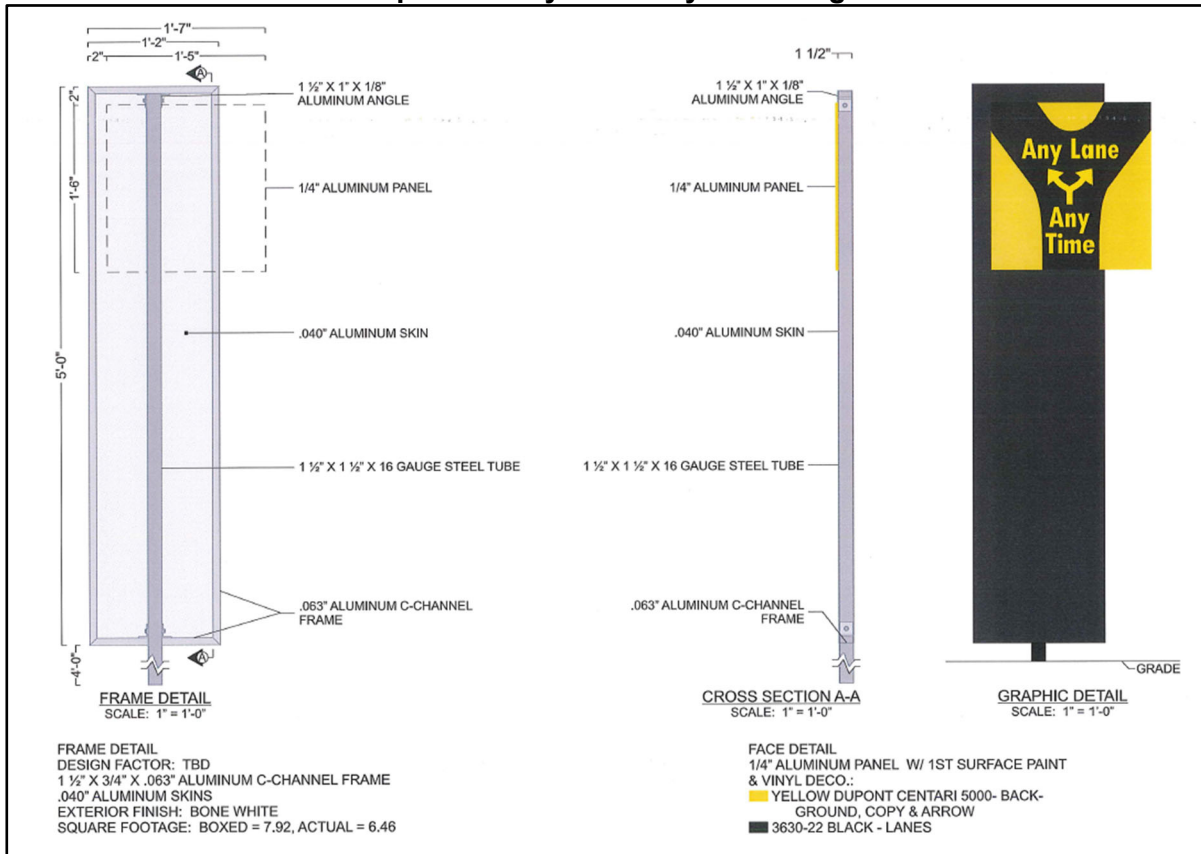 1'-7"
1'-2"
2" 1'-5"
A
2"
1'-6"
5'-0"
4'-0"
1 ½" X 1" X 1/8"
ALUMINUM ANGLE
1/4" ALUMINUM PANEL
.040" ALUMINUM SKIN
1 ½" X 1 ½" X 16 GAUGE STEEL TUBE
.063" ALUMINUM C-CHANNEL
FRAME
A
FRAME DETAIL
SCALE: 1" = 1'-0"
1 1/2"
1 ½" X 1" X 1/8"
ALUMINUM ANGLE
1/4" ALUMINUM PANEL
.040" ALUMINUM SKIN
1 ½" X 1 ½" X 16 GAUGE STEEL TUBE
.063" ALUMINUM C-CHANNEL
FRAME
CROSS SECTION A-A
SCALE: 1" = 1'-0"
Any Lane
Any
Time
GRADE
GRAPHIC DETAIL
SCALE: 1" = 1'-0"
FRAME DETAIL
DESIGN FACTOR: TBD
1 ½" X 3/4" X .063" ALUMINUM C-CHANNEL FRAME
.040" ALUMINUM SKINS
EXTERIOR FINISH: BONE WHITE
SQUARE FOOTAGE: BOXED = 7.92, ACTUAL = 6.46
FACE DETAIL
1/4" ALUMINUM PANEL W/ 1ST SURFACE PAINT
& VINYL DECO.:
YELLOW DUPONT CENTARI 5000- BACK-
GROUND, COPY & ARROW
3630-22 BLACK - LANES